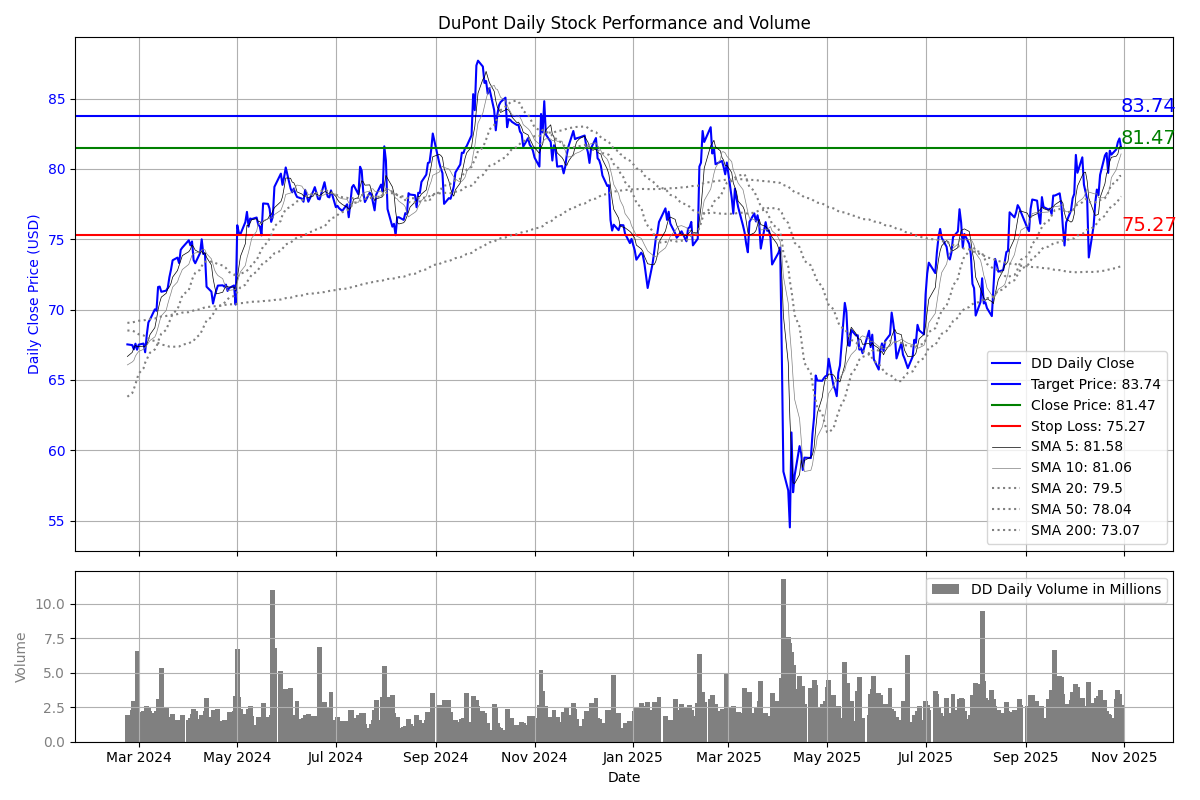 DuPont Daily Stock Performance and Volume
Daily Close Price (USD)
85
80
75
70
65
60
55
83.74
81.47
75.27
DD Daily Close
Target Price: 83.74
Close Price: 81.47
Stop Loss: 75.27
SMA 5: 81.58
SMA 10: 81.06
SMA 20: 79.5
SMA 50: 78.04
SMA 200: 73.07
Volume
10.0
7.5
5.0
2.5
0.0
DD Daily Volume in Millions
Mar 2024 May 2024 Jul 2024 Sep 2024 Nov 2024 Jan 2025 Mar 2025 May 2025 Jul 2025 Sep 2025 Nov 2025
Date